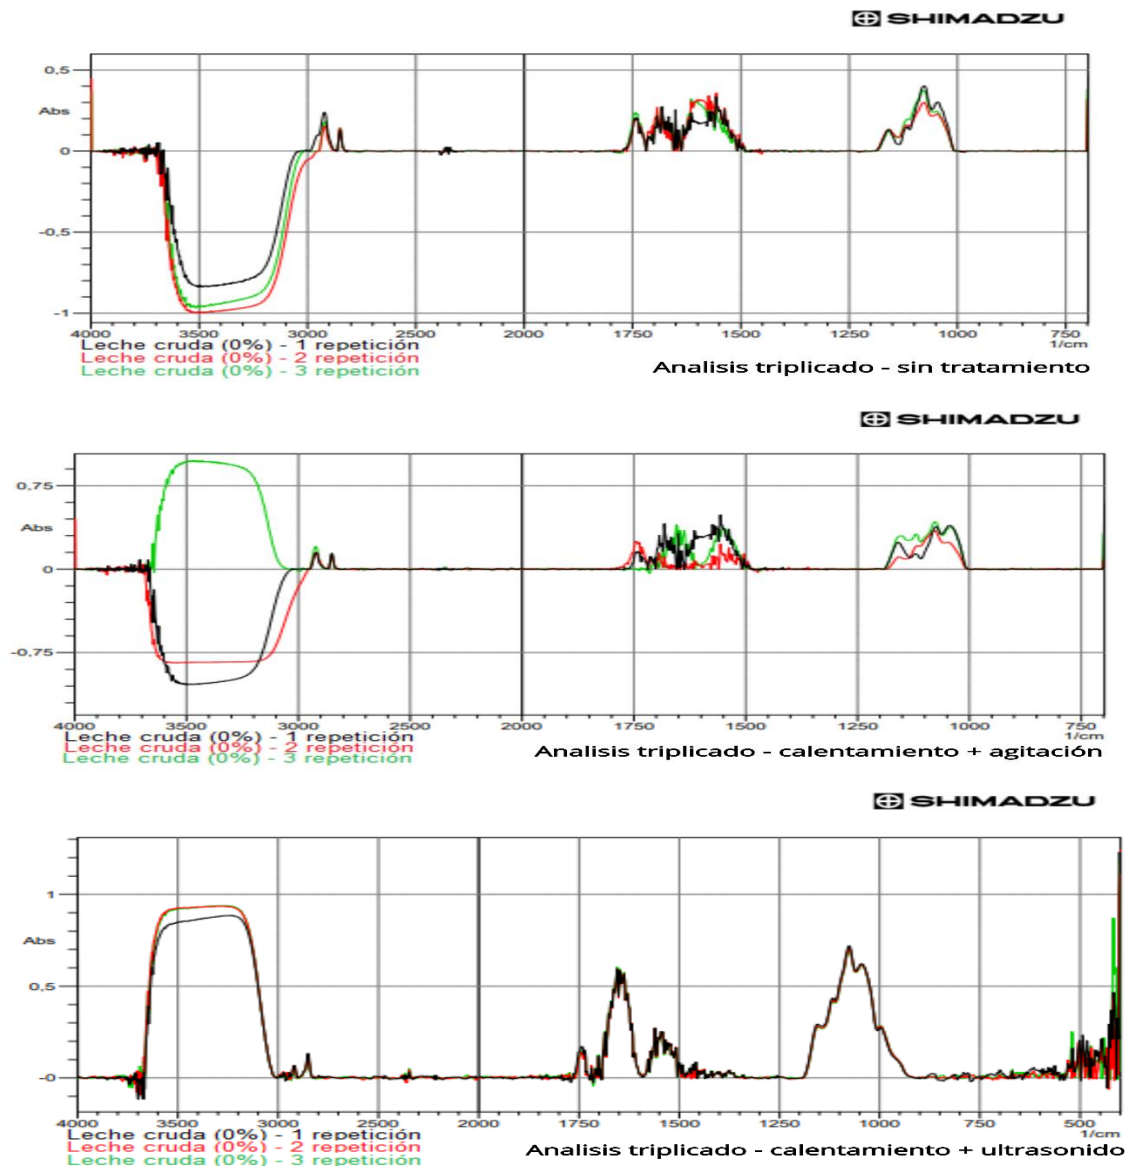 SHIMADZU
0,5
Abs
0
-0,5
-1
4000 3500 3000 2500 2000 1750 1500 1250 1000 750
1/cm
Leche cruda (0%) - 1 repetición
Leche cruda (0%) - 2 repetición
Leche cruda (0%) - 3 repetición
Analisis triplicado - sin tratamiento
SHIMADZU
0,75
Abs
0
-0,75
4000 3500 3000 2500 2000 1750 1500 1250 1000 750
1/cm
Leche cruda (0%) - 1 repetición
Leche cruda (0%) - 2 repetición
Leche cruda (0%) - 3 repetición
Analisis triplicado - calentamiento + agitación
SHIMADZU
1
Abs
0,5
-0
4000 3500 3000 2500 2000 1750 1500 1250 1000 750 500
1/cm
Leche cruda (0%) - 1 repetición
Leche cruda (0%) - 2 repetición
Leche cruda (0%) - 3 repetición
Analisis triplicado - calentamiento + ultrasonido